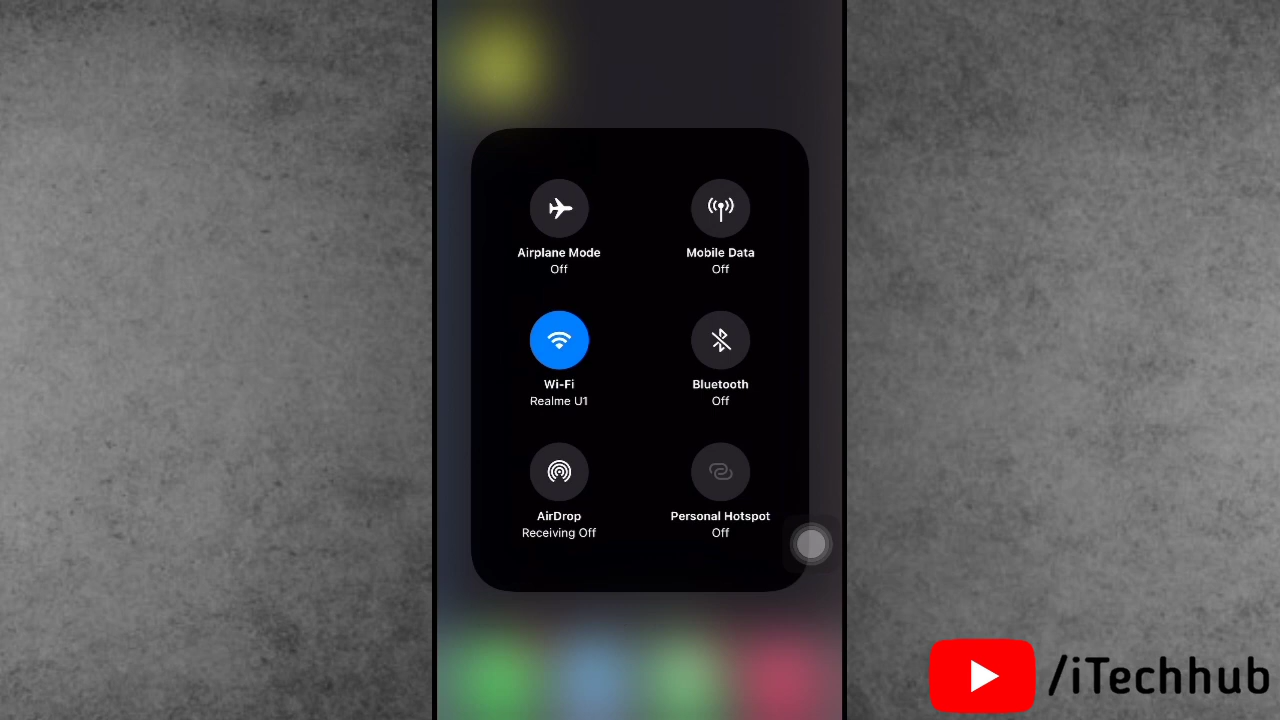 Airplane Mode
Off
Mobile Data
Off
Wi-Fi
Realme U1
Bluetooth
Off
AirDrop
Receiving Off
Personal Hotspot
Off
/iTechhub